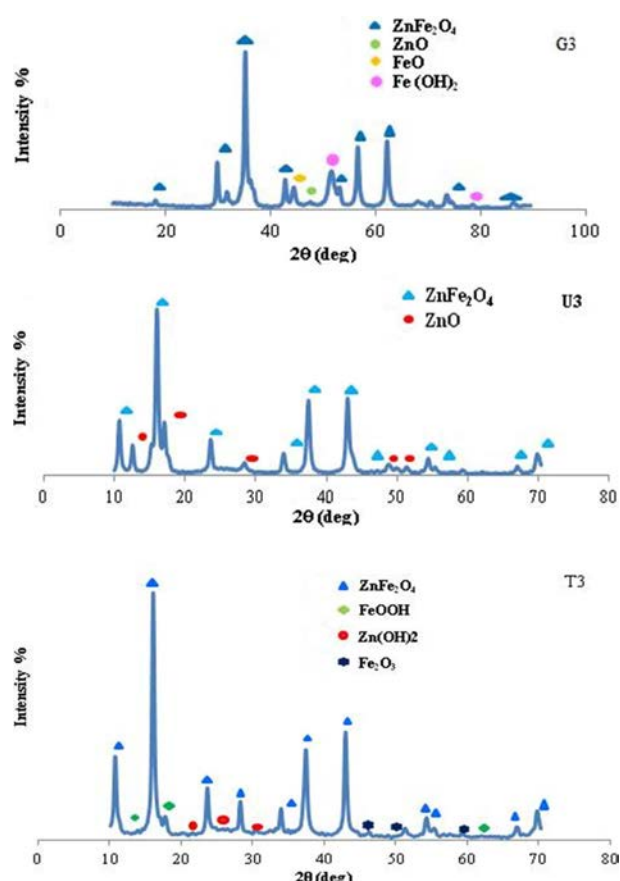 ZnFe₂O₄
ZnO
FeO
Fe (OH)₂
G3
Intensity %
0 20 40 60 80 100
2Θ (deg)
ZnFe₂O₄
ZnO
U3
Intensity %
0 10 20 30 40 50 60 70 80
2Θ (deg)
ZnFe₂O₄
FeOOH
Zn(OH)2
Fe₂O₃
T3
Intensity %
0 10 20 30 40 50 60 70 80
2Θ (deg)